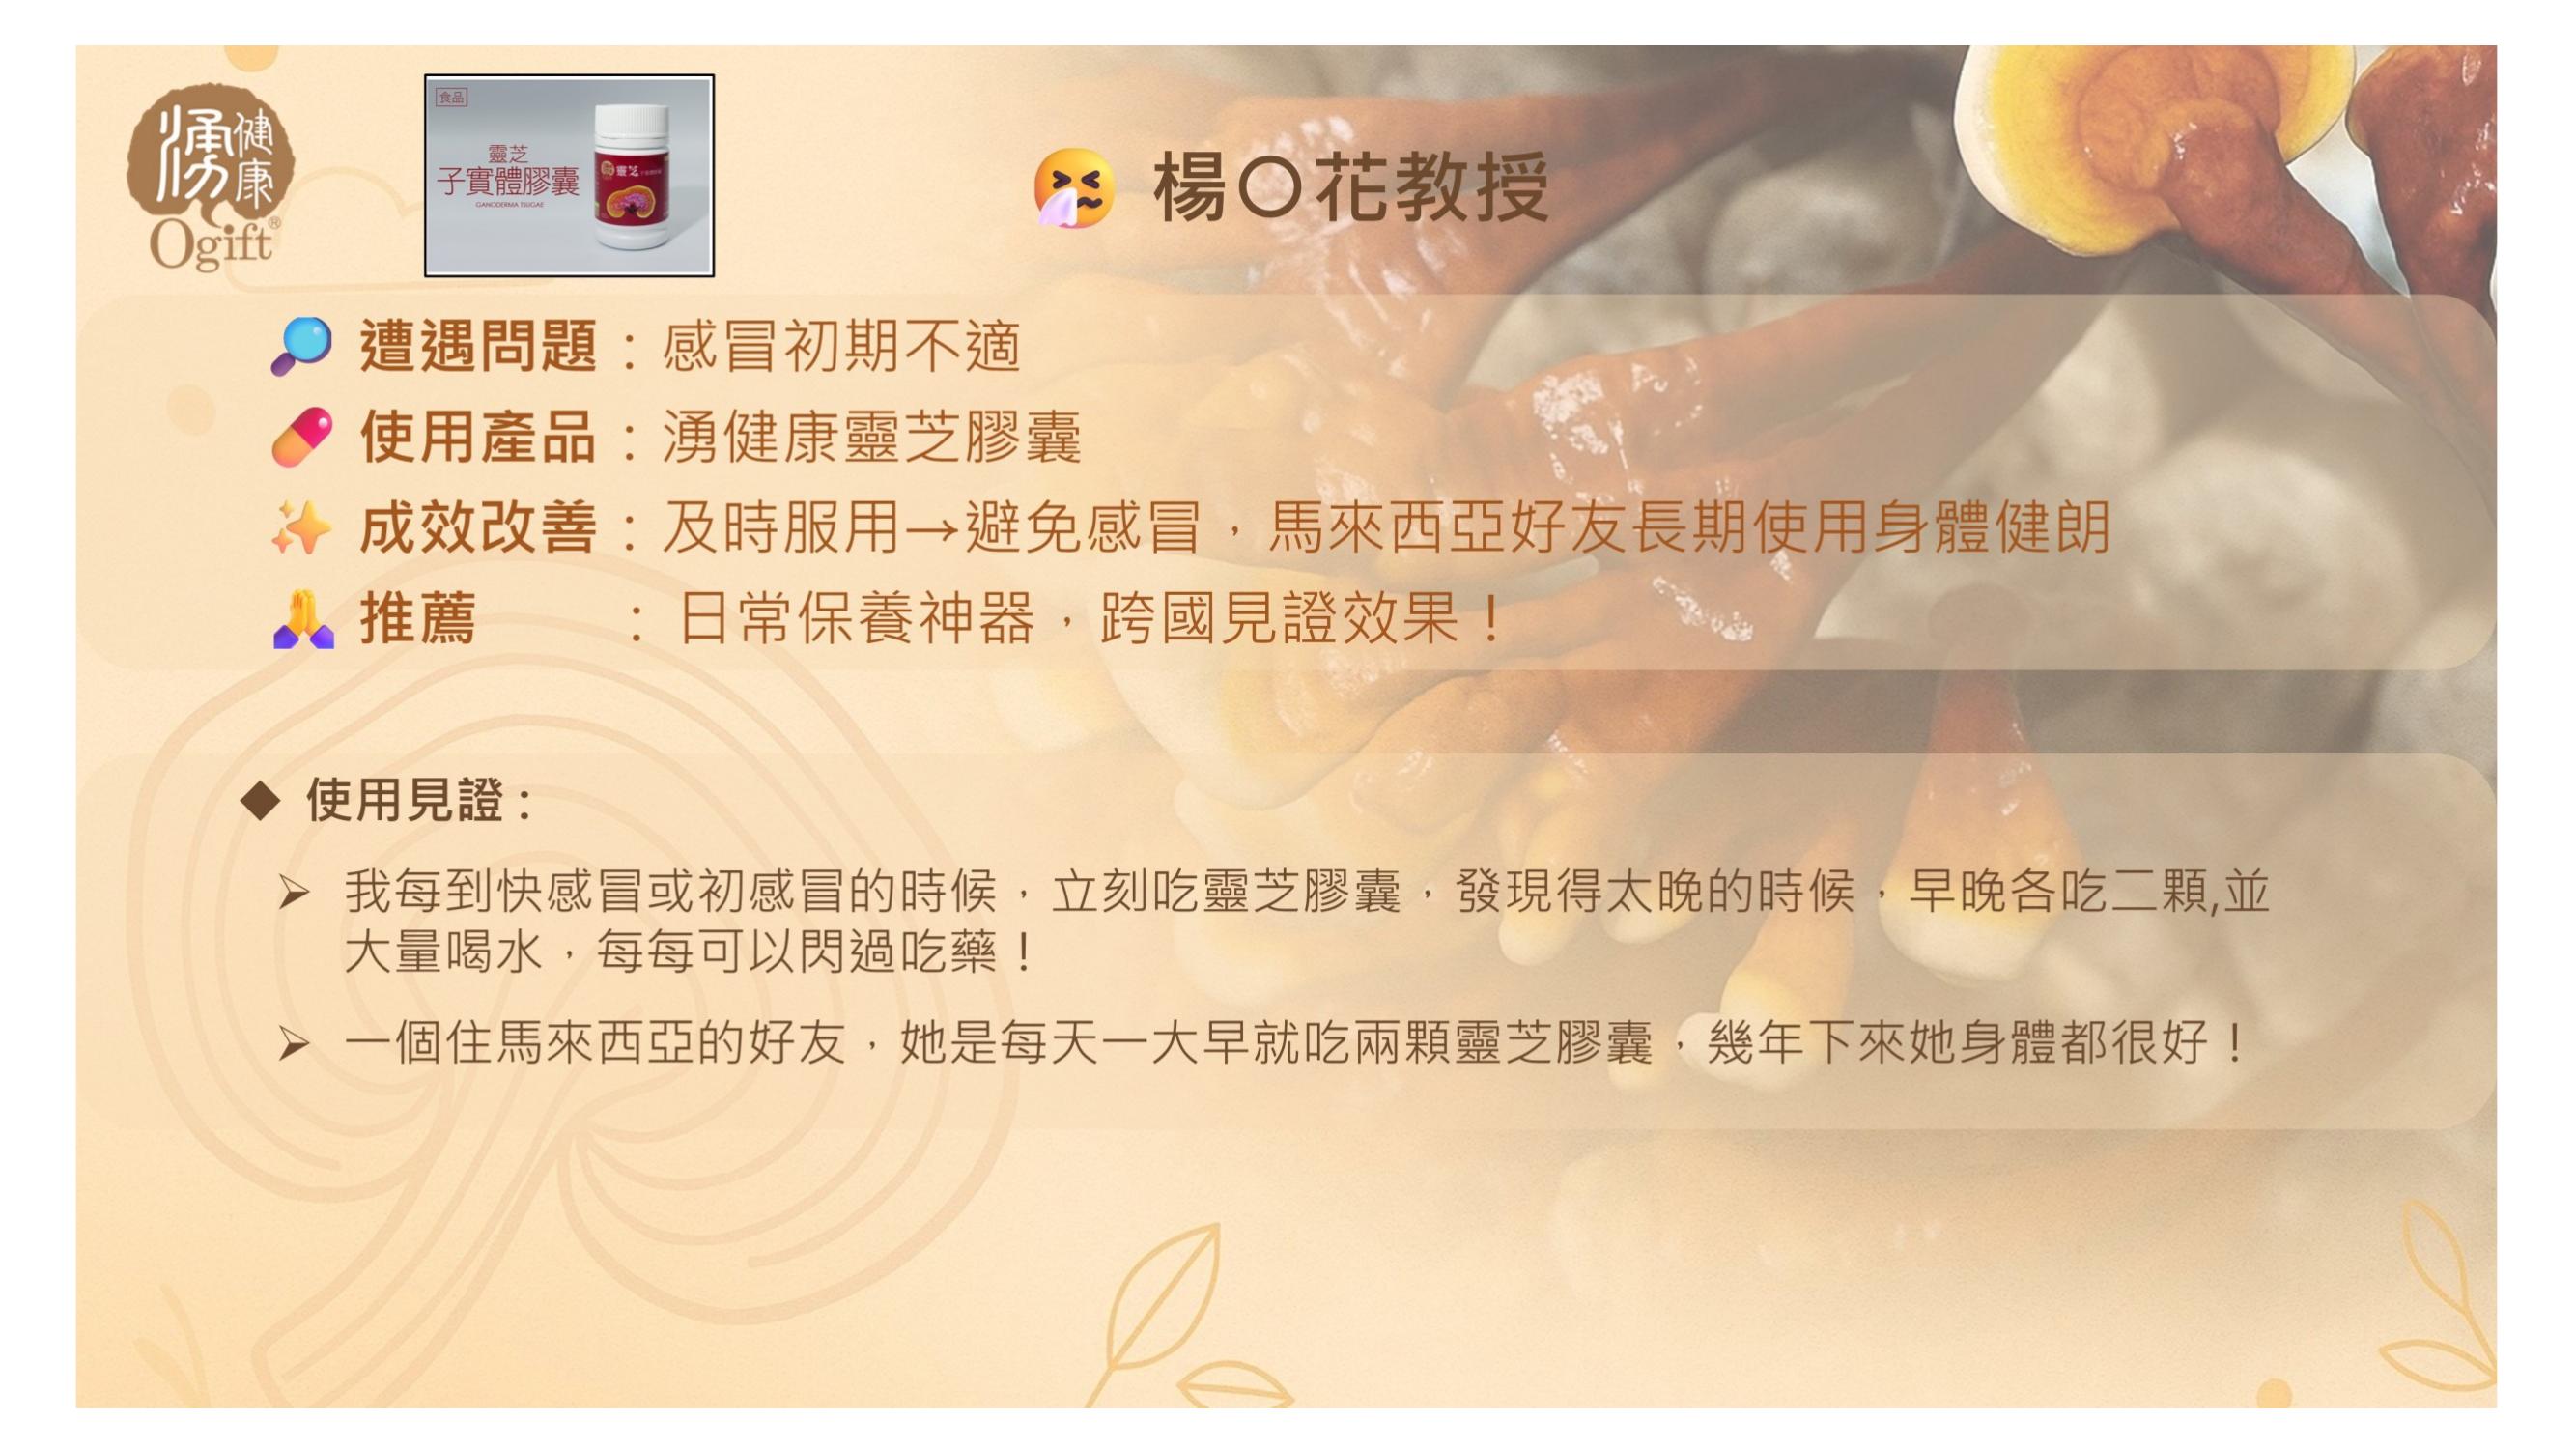 湧健康
Ogift®
食品
靈芝
子實體膠囊
GANODERMA TSUGAE
靈芝
楊〇花教授
遭遇問題：感冒初期不適
使用產品：湧健康靈芝膠囊
成效改善：及時服用→避免感冒，馬來西亞好友長期使用身體健朗
推薦：日常保養神器，跨國見證效果！
◆ 使用見證：
➢ 我每到快感冒或初感冒的時候，立刻吃靈芝膠囊，發現得太晚的時候，早晚各吃二顆,並
大量喝水，每每可以閃過吃藥！
➢ 一個住馬來西亞的好友，她是每天一大早就吃兩顆靈芝膠囊，幾年下來她身體都很好！